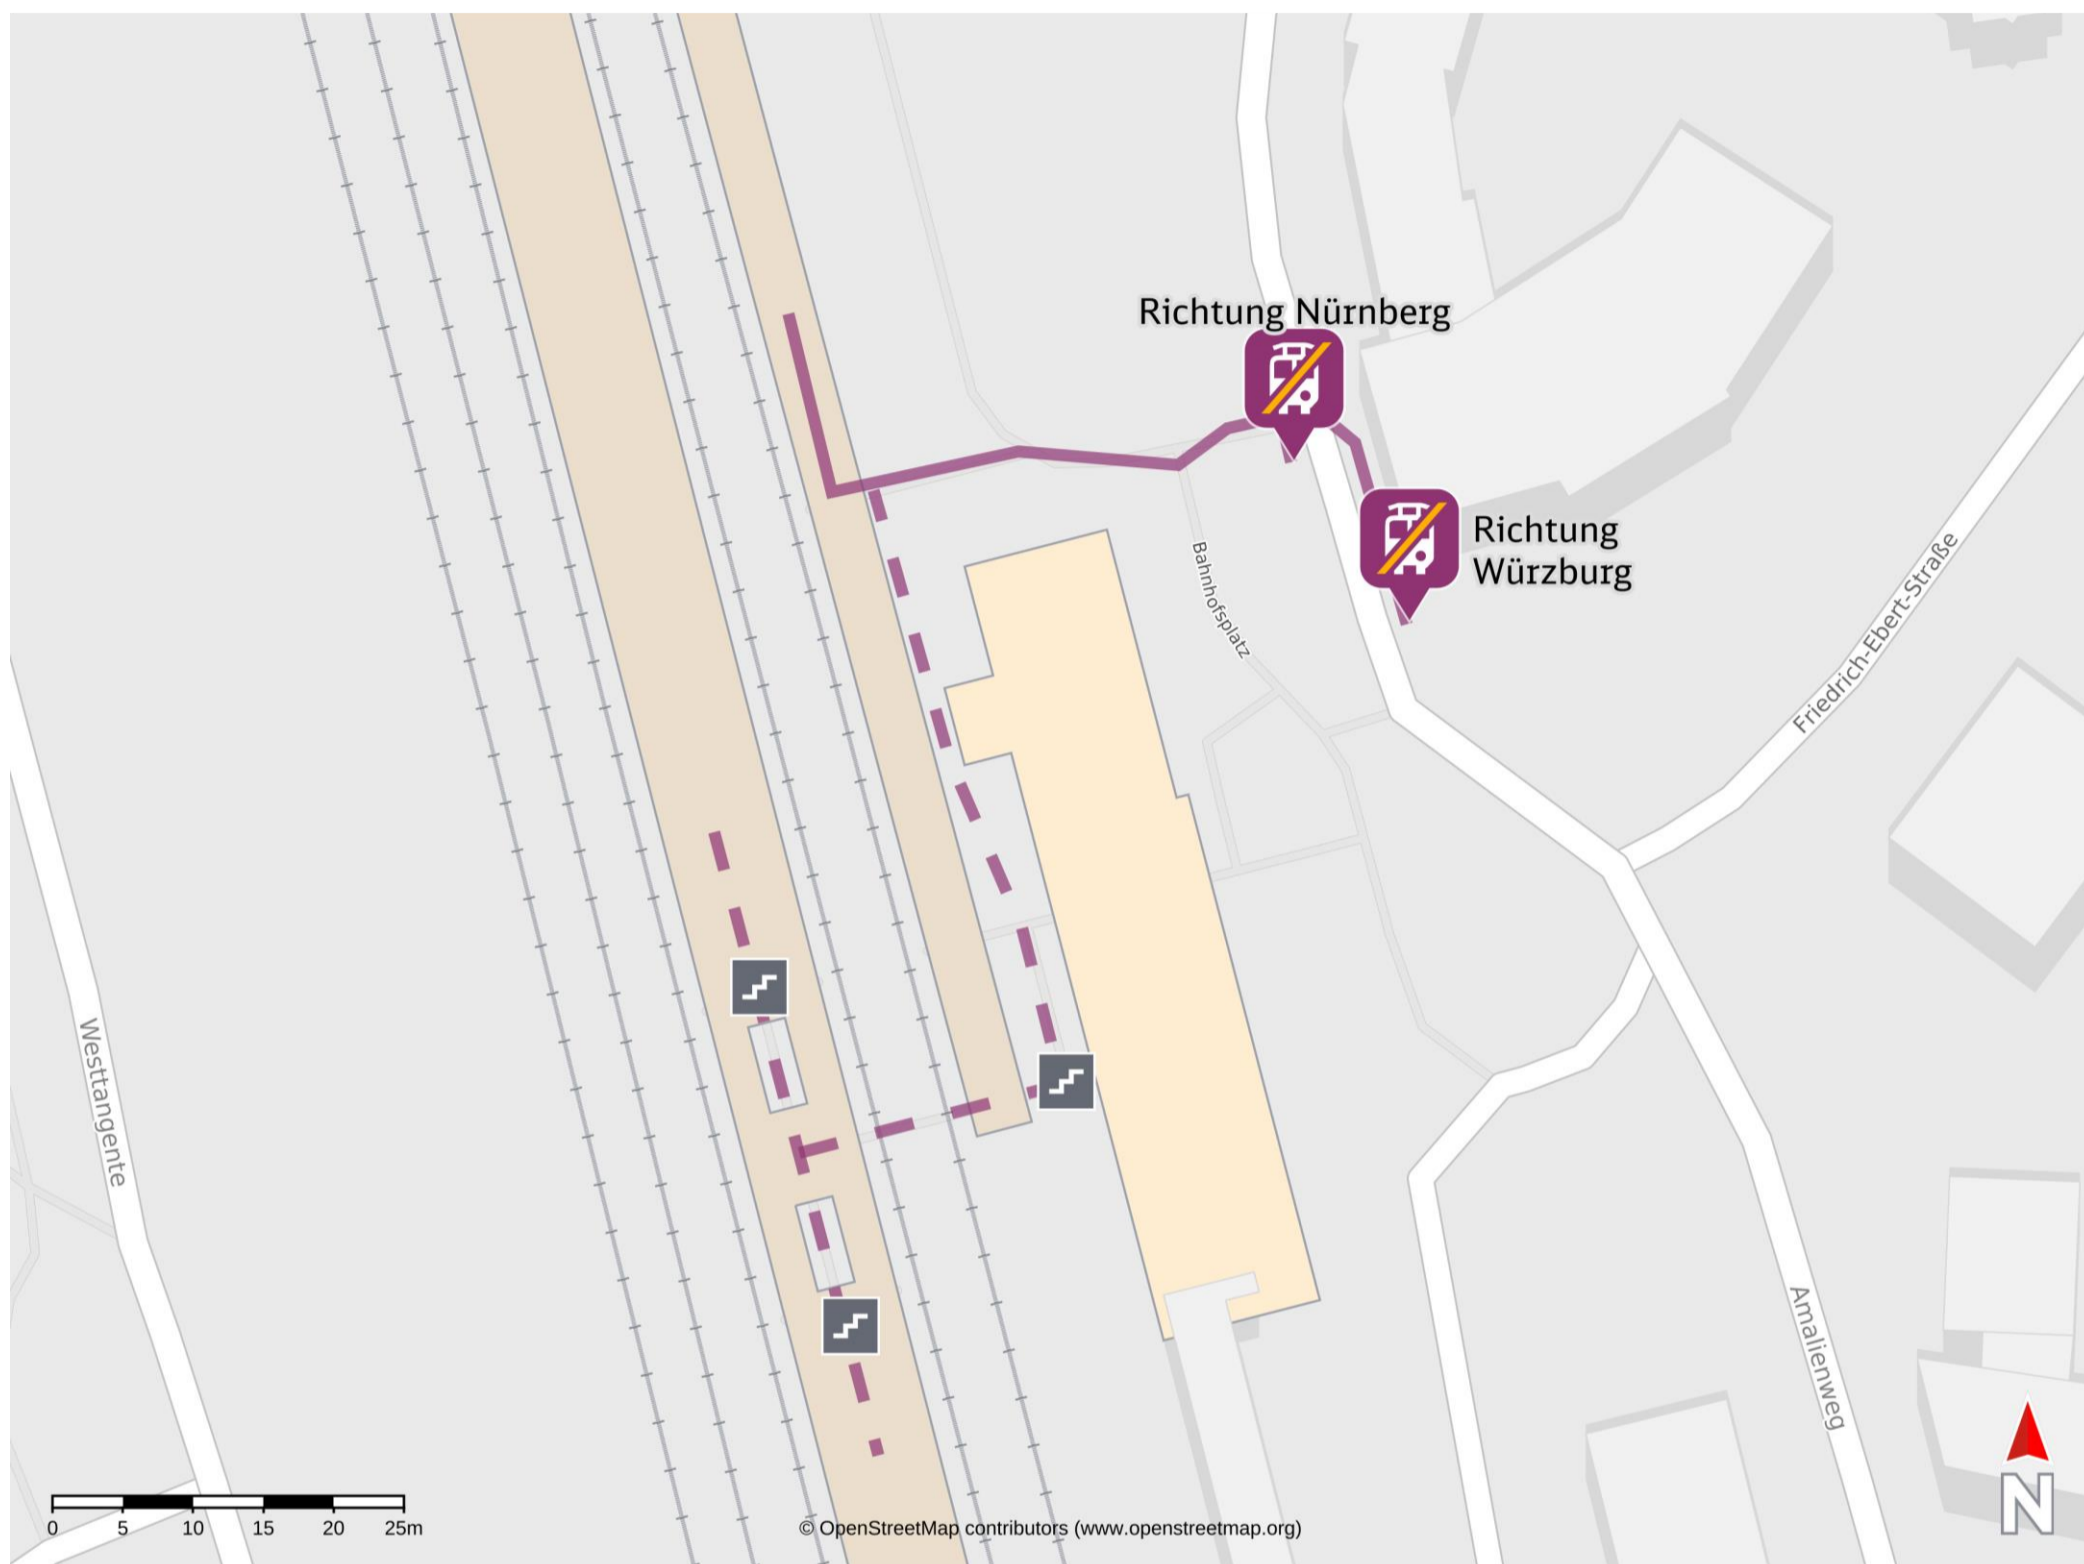 Richtung Nürnberg
Richtung
Würzburg
Bahnhofsplatz
Friedrich-Ebert-Straße
Westtangente
Amalienweg
0 5 10 15 20 25m
© OpenStreetMap contributors (www.openstreetmap.org)
N